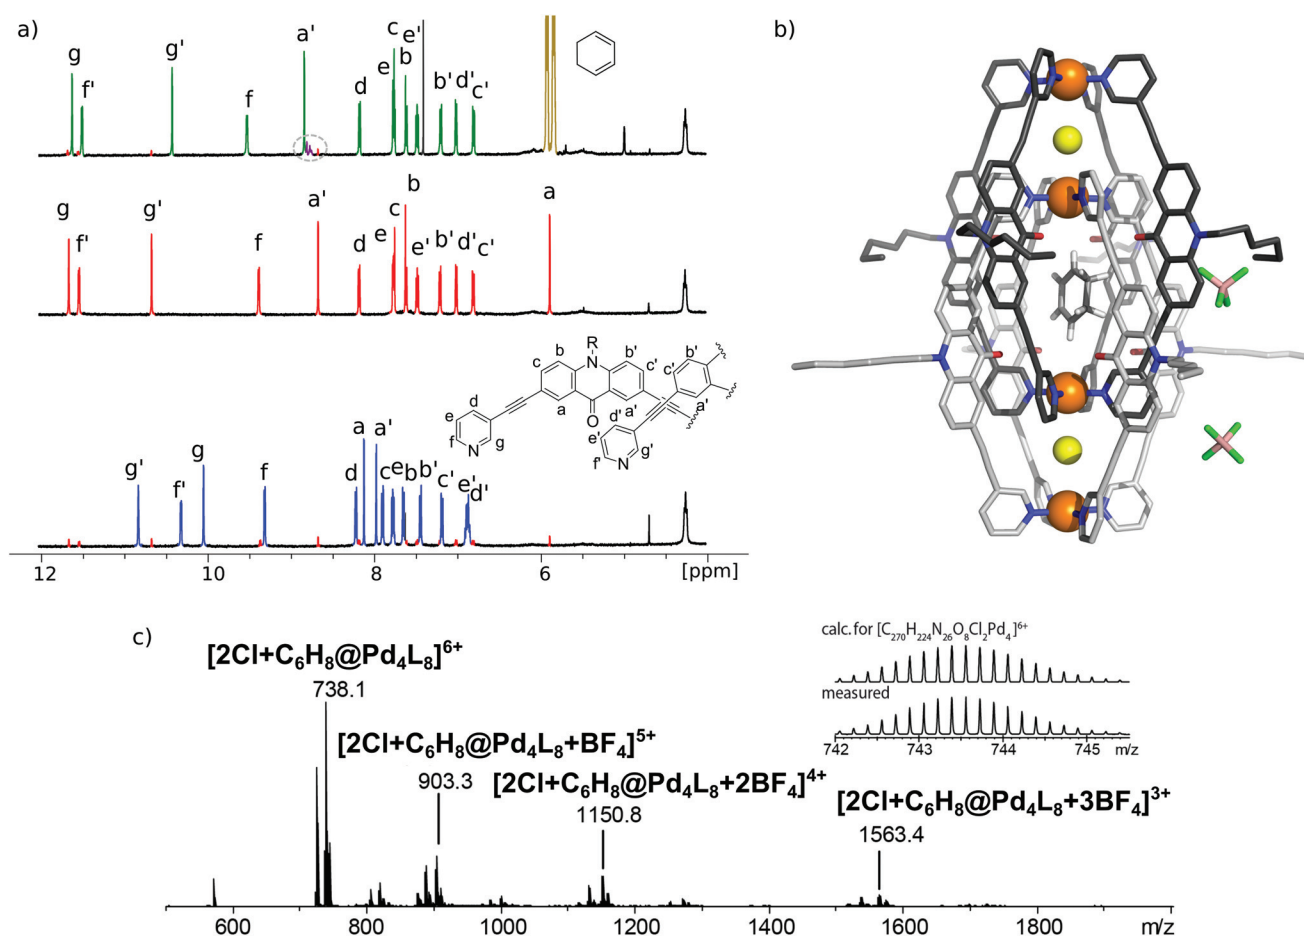 a)
g f' g' a' f d c e e' b b' d' c'
g f' g' a' f d e c b e' b' d' c' a
R
N
O
b b' c c' a a' d e f g N
b' c' a' d' e' f' g' N
g' f' g f d a a' c e b b' c' e' d'
12 10 8 6 [ppm]
b)
c)
[2Cl+C₆H₈@Pd₄L₈]⁶⁺
738.1
[2Cl+C₆H₈@Pd₄L₈+BF₄]⁵⁺
903.3
[2Cl+C₆H₈@Pd₄L₈+2BF₄]⁴⁺
1150.8
[2Cl+C₆H₈@Pd₄L₈+3BF₄]³⁺
1563.4
calc.for [C₂₇₀H₂₂₄N₂₆O₈Cl₂Pd₄]⁶⁺
measured
742 743 744 745 m/z
600 800 1000 1200 1400 1600 1800 m/z